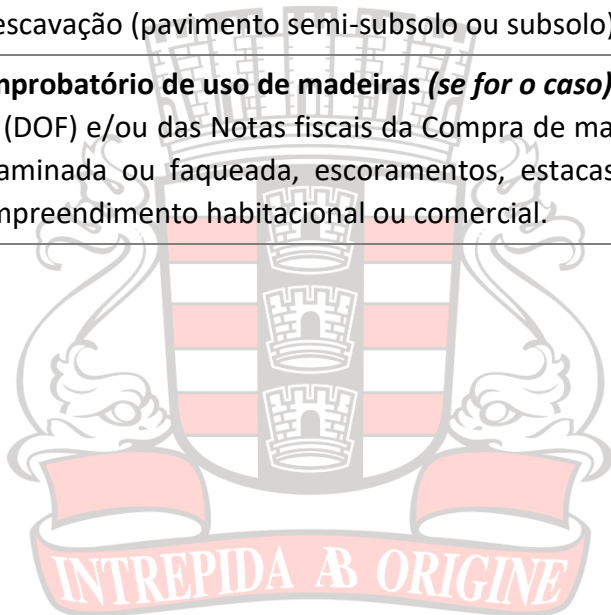 escavação (pavimento semi-subsolo ou subsolo)
mprobatório de uso de madeiras (se for o caso)
(DOF) e/ou das Notas fiscais da Compra de ma
aminada ou faqueada, escoramentos, estacas
mpreendimento habitacional ou comercial.
INTREPIDA AB ORIGINE